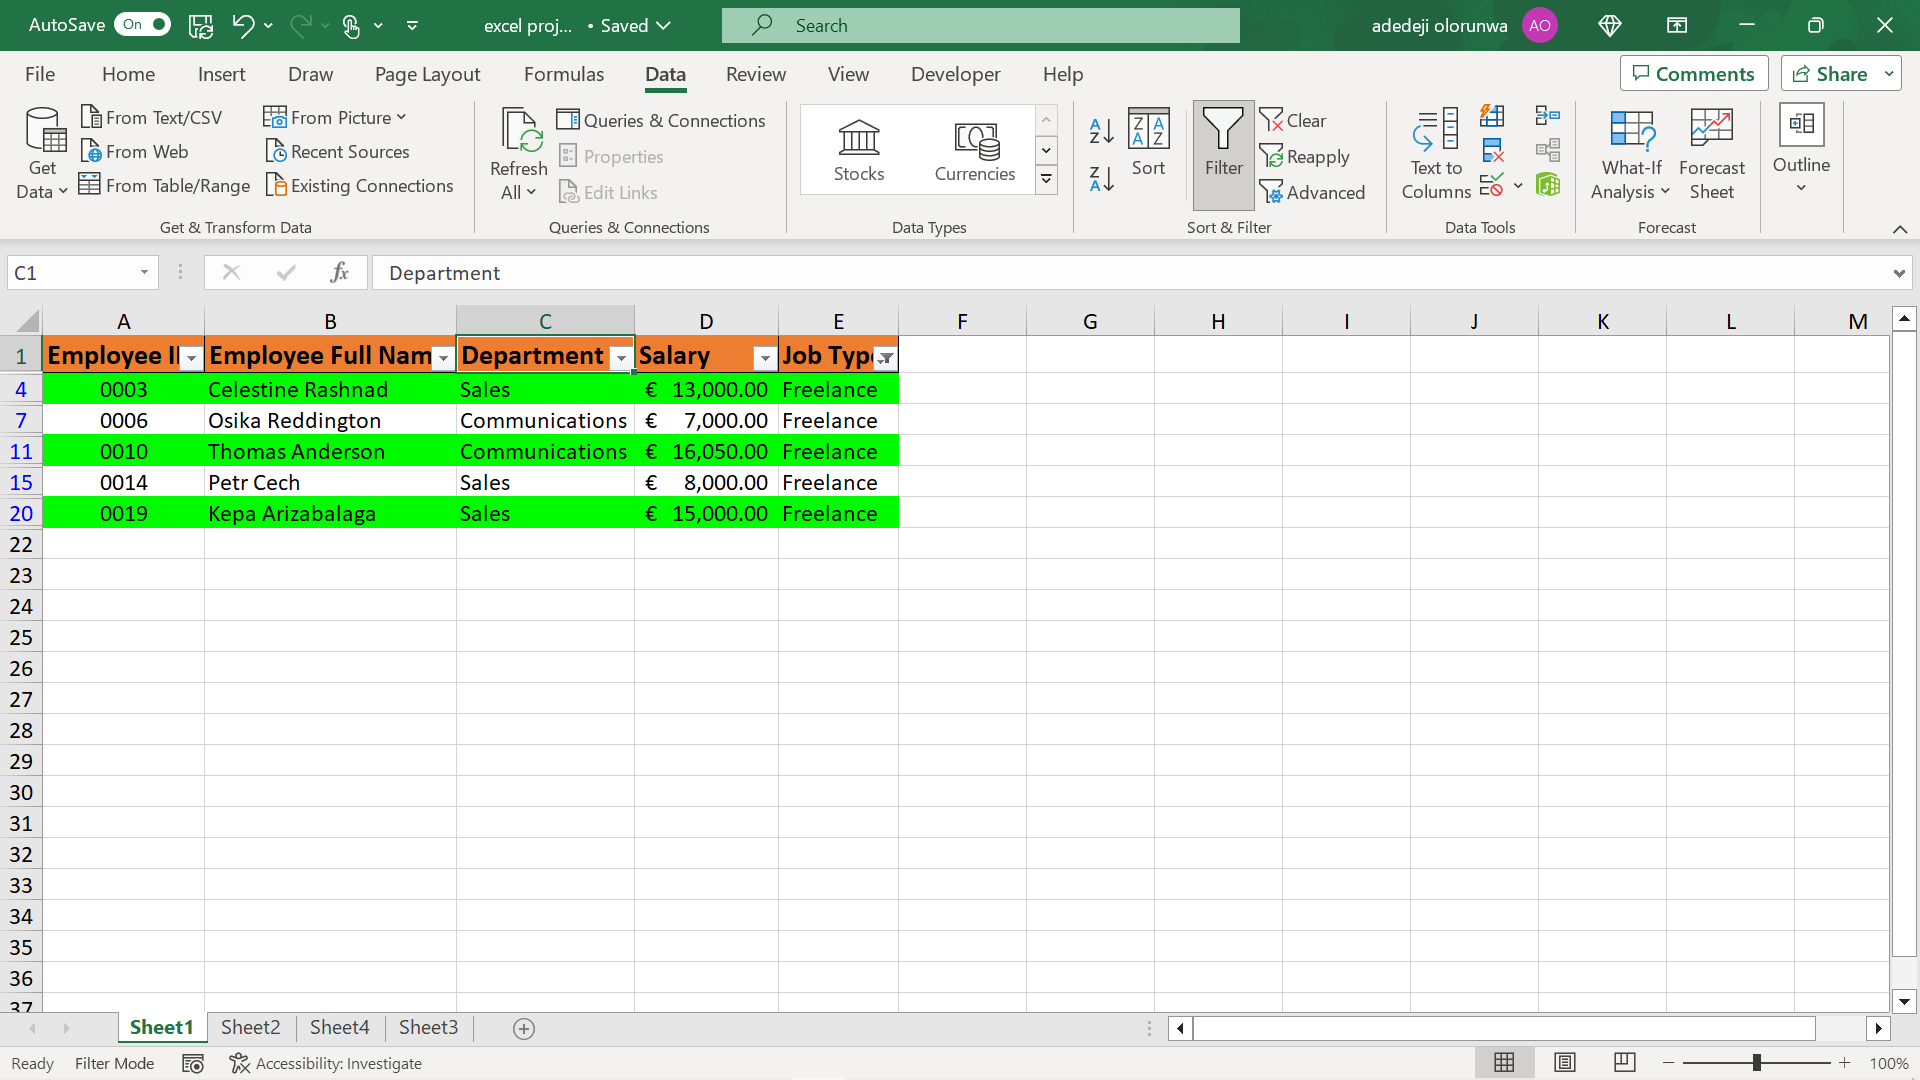 AutoSave On excel proj... • Saved Search adedeji olorunwa AO
File Home Insert Draw Page Layout Formulas Data Review View Developer Help Comments Share
Get Data
From Text/CSV
From Web
From Table/Range
From Picture
Recent Sources
Existing Connections
Get & Transform Data
Refresh All
Queries & Connections
Properties
Edit Links
Queries & Connections
Stocks Currencies
Data Types
Sort
Filter
Clear
Reapply
Advanced
Sort & Filter
Text to Columns
Data Tools
What-If Analysis
Forecast Sheet
Forecast
Outline
C1 fx Department
A B C D E F G H I J K L M
1 Employee I Employee Full Nam Department Salary Job Typ
4 0003 Celestine Rashnad Sales € 13,000.00 Freelance
7 0006 Osika Reddington Communications € 7,000.00 Freelance
11 0010 Thomas Anderson Communications € 16,050.00 Freelance
15 0014 Petr Cech Sales € 8,000.00 Freelance
20 0019 Kepa Arizabalaga Sales € 15,000.00 Freelance
22
23
24
25
26
27
28
29
30
31
32
33
34
35
36
37
Sheet1 Sheet2 Sheet4 Sheet3
Ready Filter Mode Accessibility: Investigate 100%